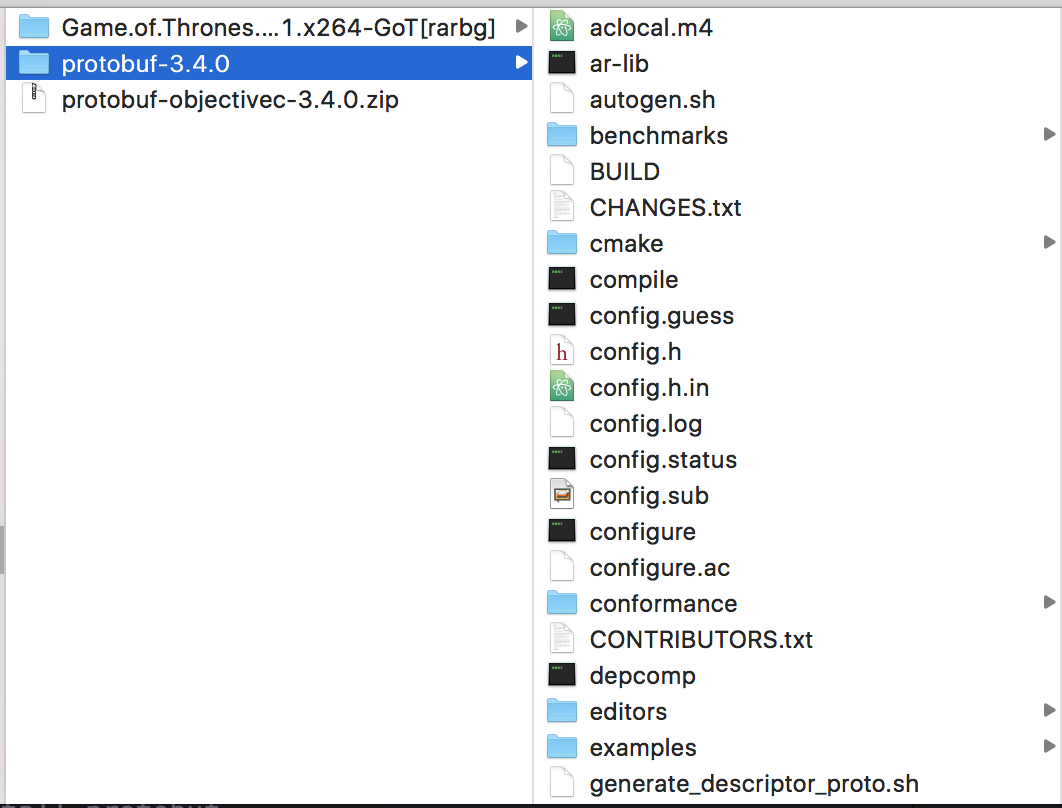 Game.of.Thrones....1.x264-GoT[rarbg]
protobuf-3.4.0
protobuf-objectivec-3.4.0.zip
aclocal.m4
ar-lib
autogen.sh
benchmarks
BUILD
CHANGES.txt
cmake
compile
config.guess
h
config.h
config.h.in
config.log
config.status
config.sub
configure
configure.ac
conformance
CONTRIBUTORS.txt
depcomp
editors
examples
generate_descriptor_proto.sh